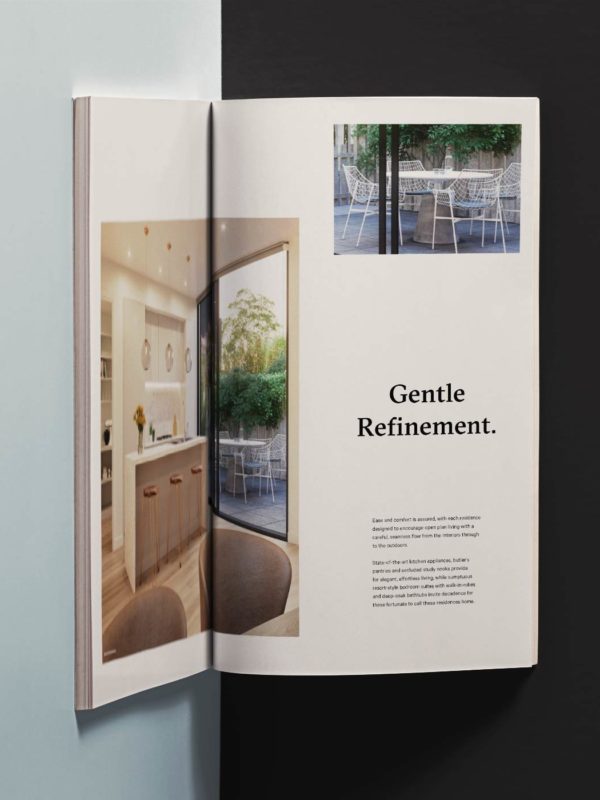 Gentle
Refinement.
Ease and comfort is assured, with each residence
designed to encourage open plan living with a
careful, seamless flow from the interiors through
to the outdoors.
State-of-the-art kitchen appliances, butler's
pantries and secluded study nooks provide
for elegant, effortless living, while sumptuous
resort-style bedroom suites with walk-in-robes
and deep-soak bathtubs invite decadence for
those fortunate to call these residences home.